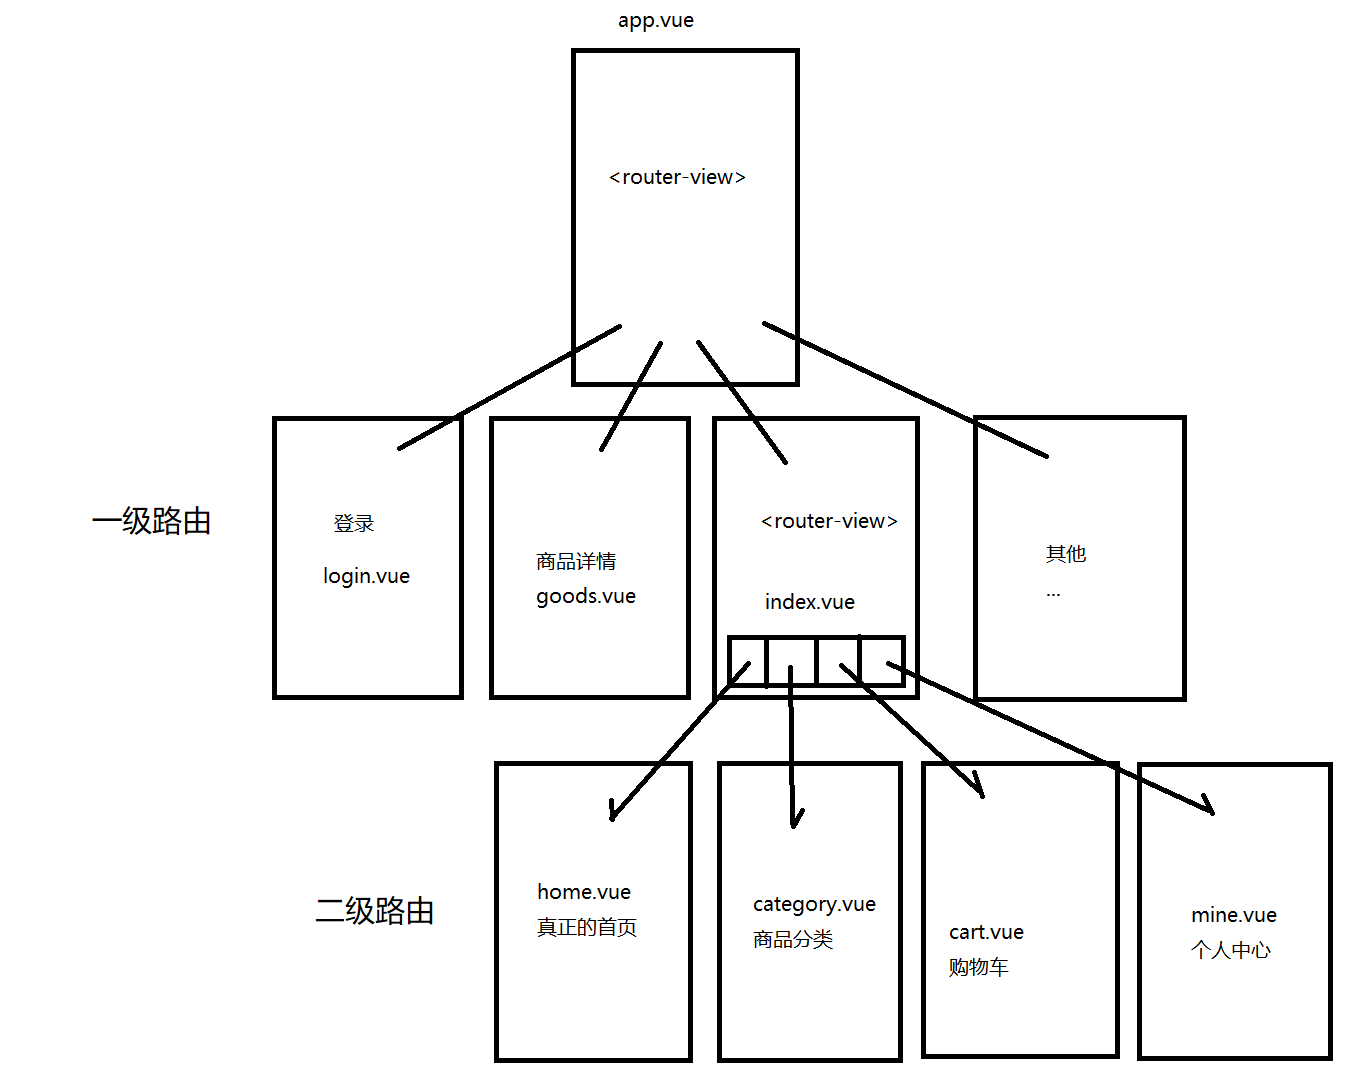 app.vue
<router-view>
一级路由
登录
login.vue
商品详情
goods.vue
<router-view>
index.vue
其他
...
二级路由
home.vue
真正的首页
category.vue
商品分类
cart.vue
购物车
mine.vue
个人中心